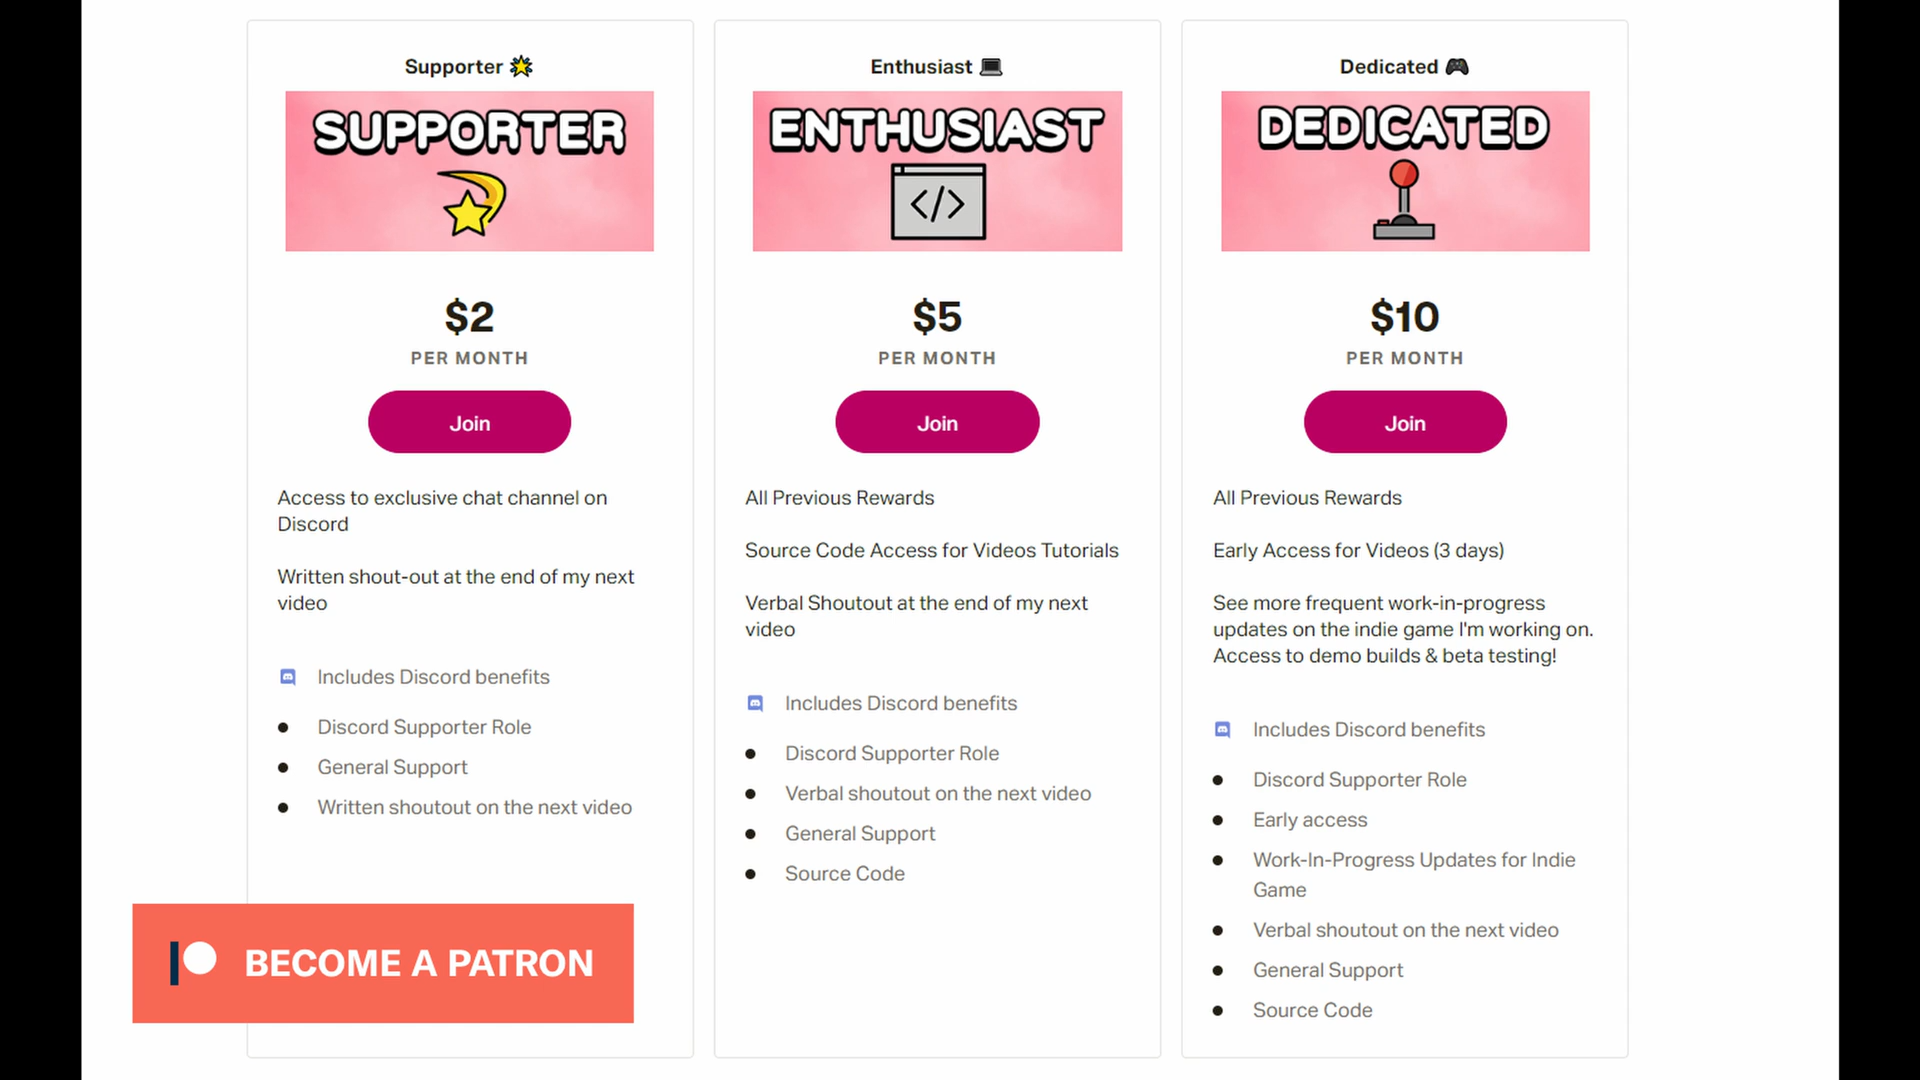 Supporter
SUPPORTER
$2
PER MONTH
Join
Access to exclusive chat channel on
Discord
Written shout-out at the end of my next
video
Includes Discord benefits
Discord Supporter Role
General Support
Written shoutout on the next video
Enthusiast
ENTHUSIAST
</>
$5
PER MONTH
Join
All Previous Rewards
Source Code Access for Videos Tutorials
Verbal Shoutout at the end of my next
video
Includes Discord benefits
Discord Supporter Role
Verbal shoutout on the next video
General Support
Source Code
Dedicated
DEDICATED
$10
PER MONTH
Join
All Previous Rewards
Early Access for Videos (3 days)
See more frequent work-in-progress
updates on the indie game I'm working on.
Access to demo builds & beta testing!
Includes Discord benefits
Discord Supporter Role
Early access
Work-In-Progress Updates for Indie
Game
Verbal shoutout on the next video
General Support
Source Code
BECOME A PATRON